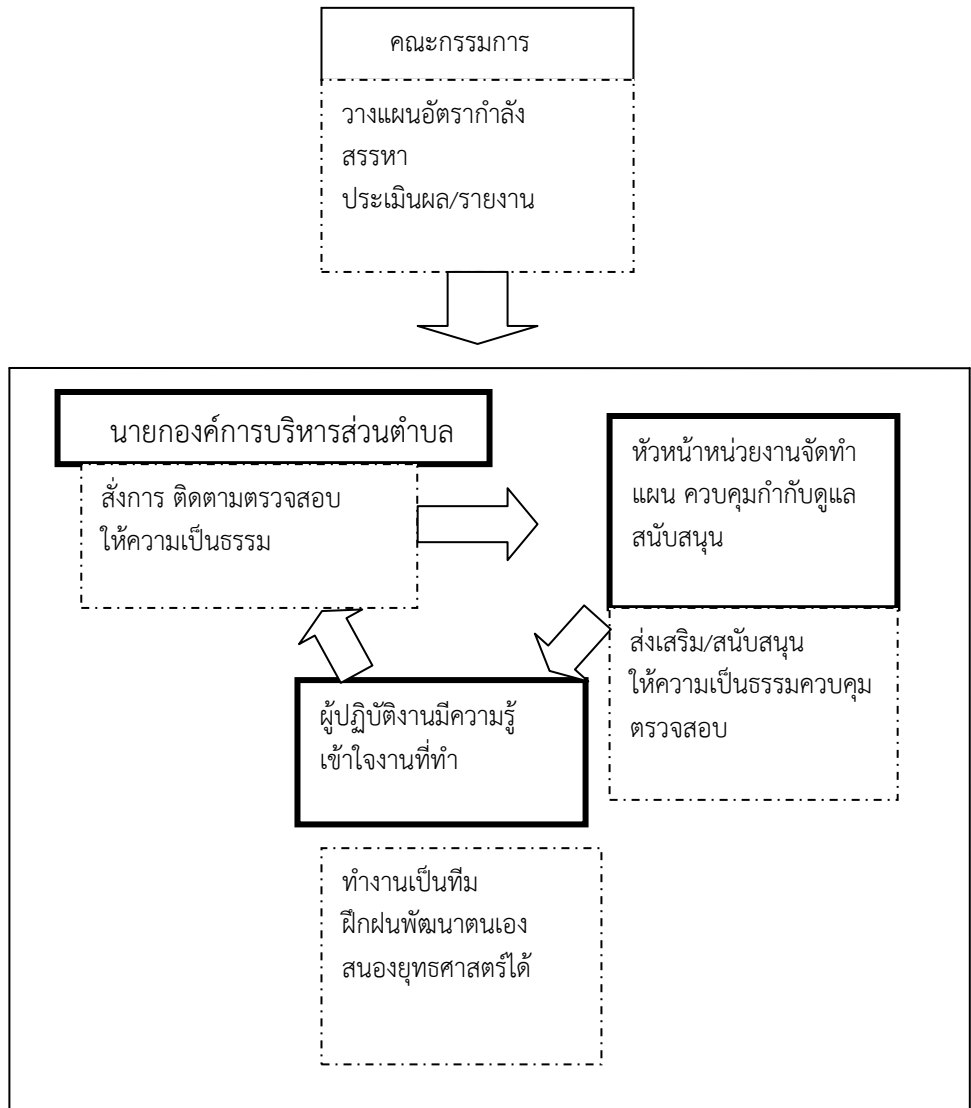 คณะกรรมการ
วางแผนอัตรากำลัง
สรรหา
ประเมินผล/รายงาน
นายกองค์การบริหารส่วนตำบล
สั่งการ ติดตามตรวจสอบ
ให้ความเป็นธรรม
หัวหน้าหน่วยงานจัดทำ
แผน ควบคุมกำกับดูแล
สนับสนุน
ส่งเสริม/สนับสนุน
ให้ความเป็นธรรมควบคุม
ตรวจสอบ
ผู้ปฏิบัติงานมีความรู้
เข้าใจงานที่ทำ
ทำงานเป็นทีม
ฝึกฝนพัฒนาตนเอง
สนองยุทธศาสตร์ได้